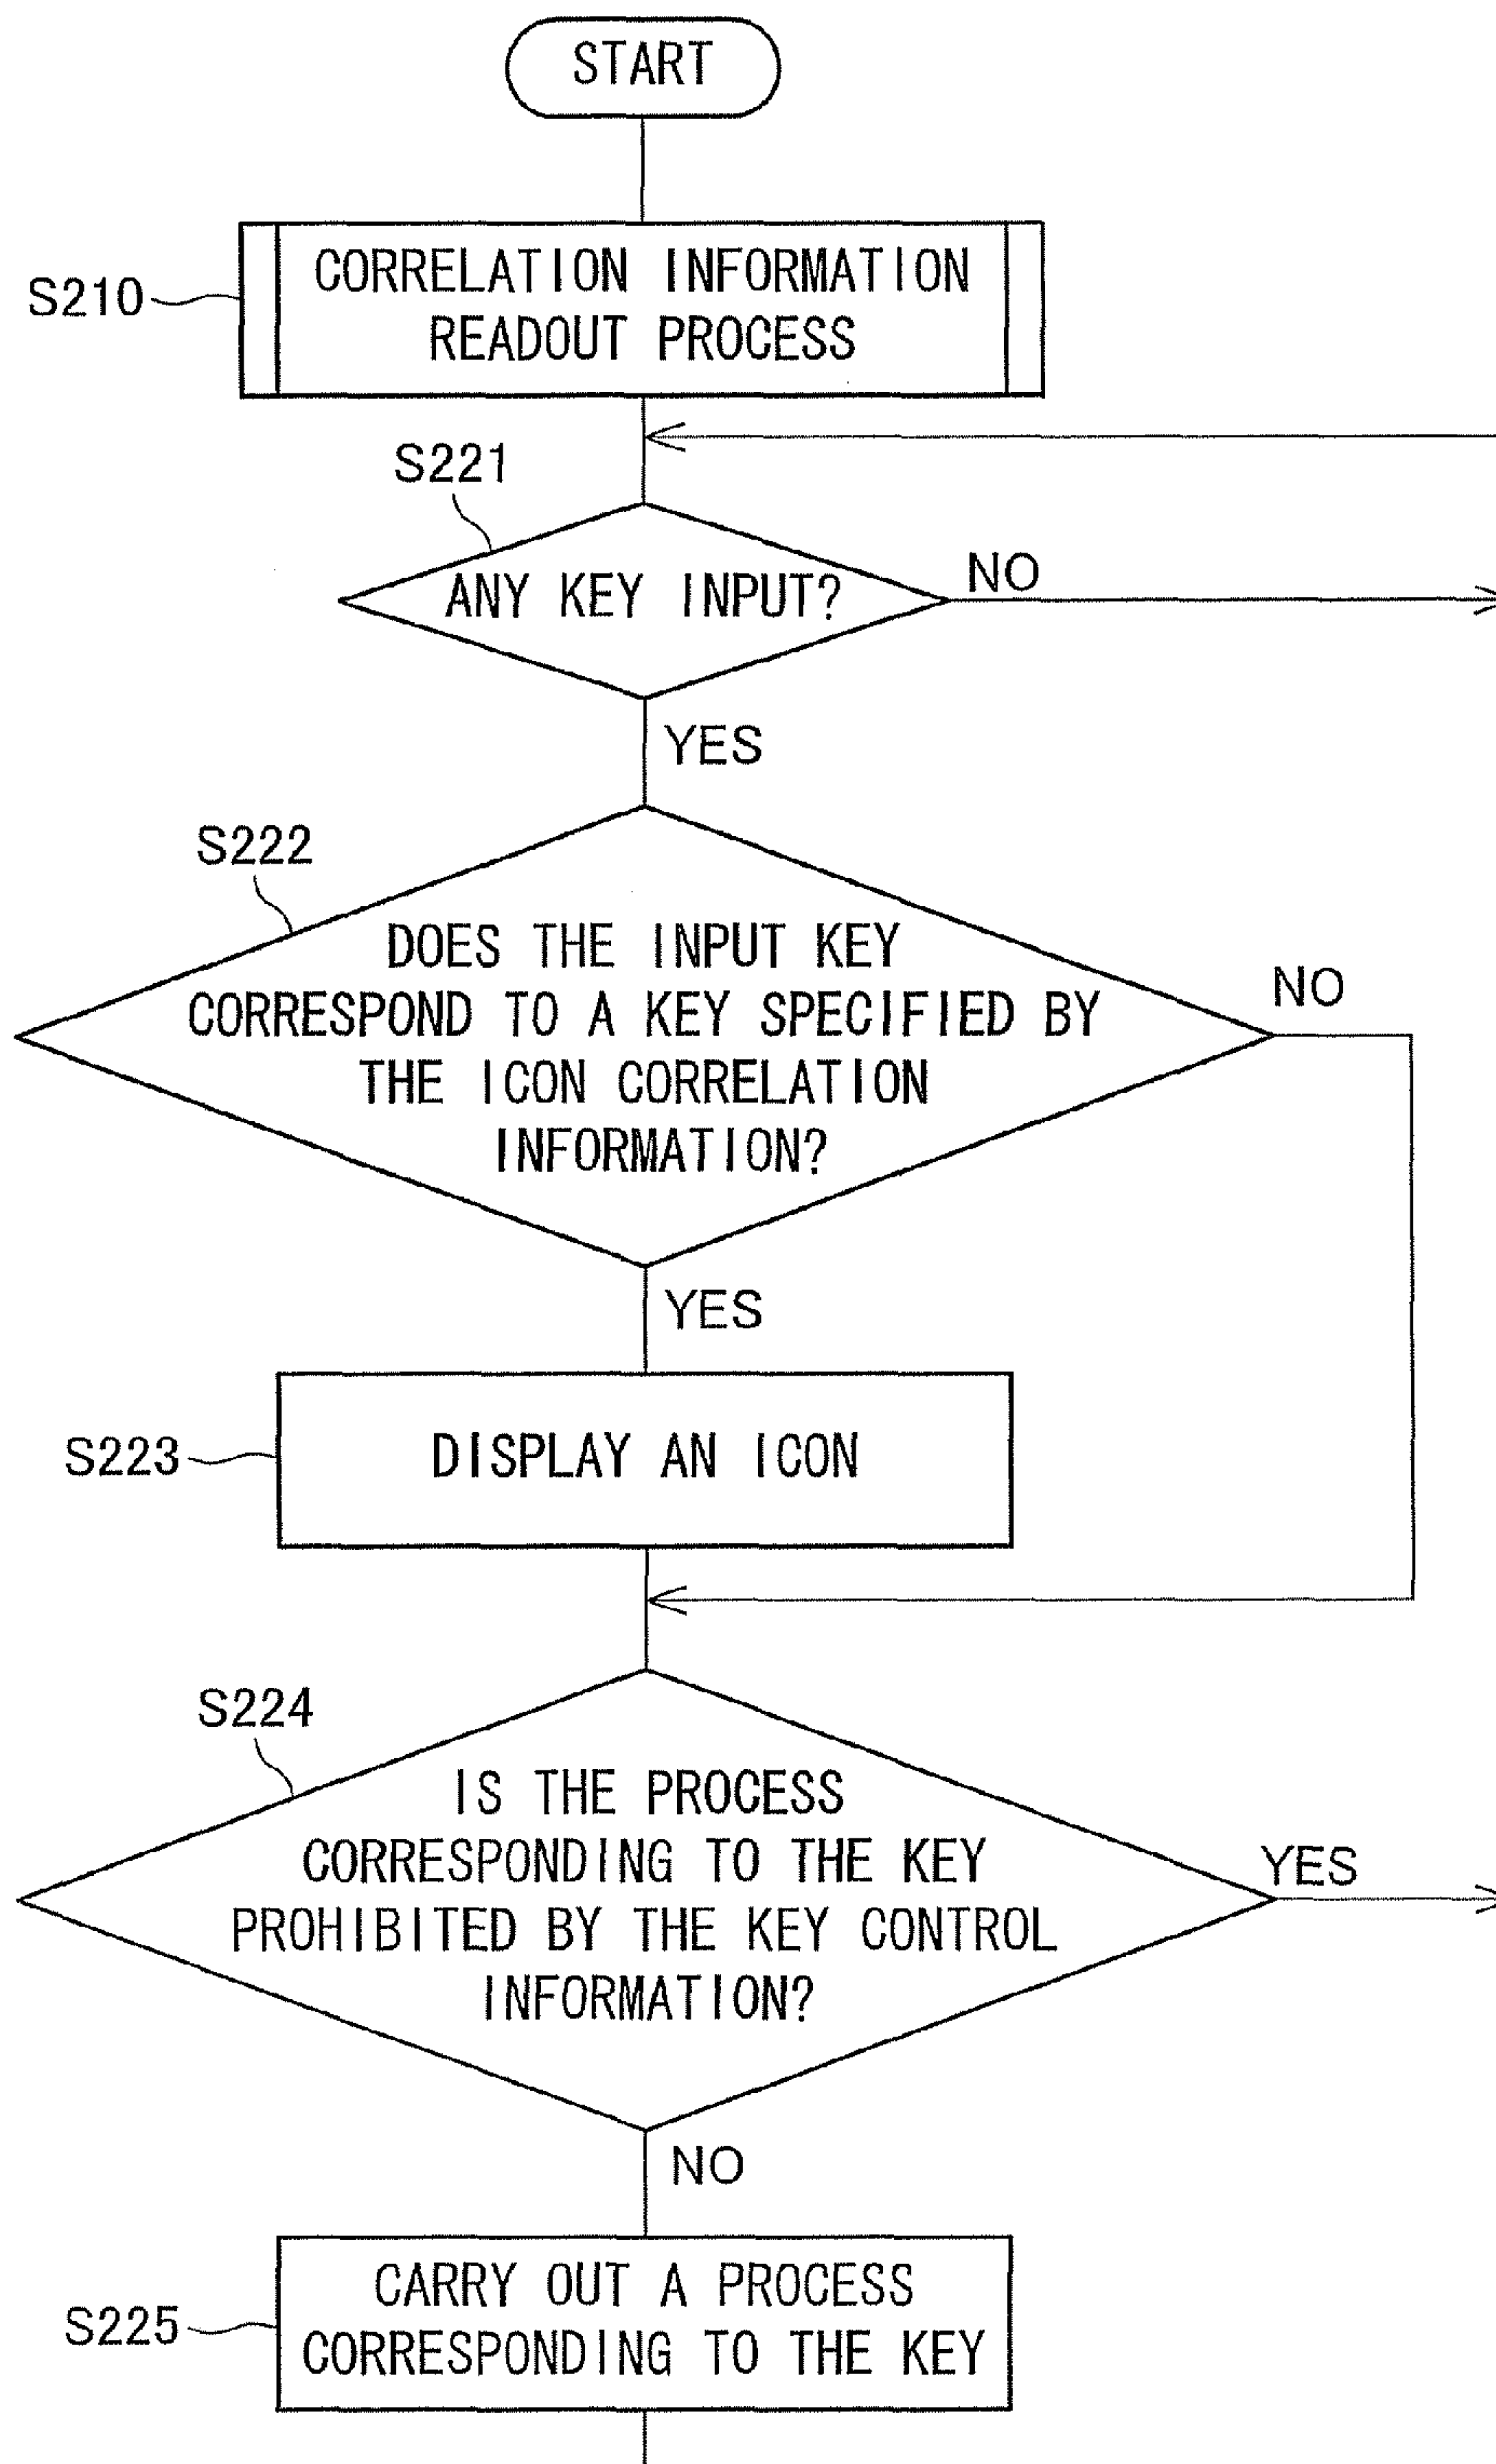 START
S210
CORRELATION INFORMATION
READOUT PROCESS
S221
ANY KEY INPUT?
NO
YES
S222
DOES THE INPUT KEY
CORRESPOND TO A KEY SPECIFIED BY
THE ICON CORRELATION
INFORMATION?
NO
YES
S223
DISPLAY AN ICON
S224
IS THE PROCESS
CORRESPONDING TO THE KEY
PROHIBITED BY THE KEY CONTROL
INFORMATION?
YES
NO
S225
CARRY OUT A PROCESS
CORRESPONDING TO THE KEY